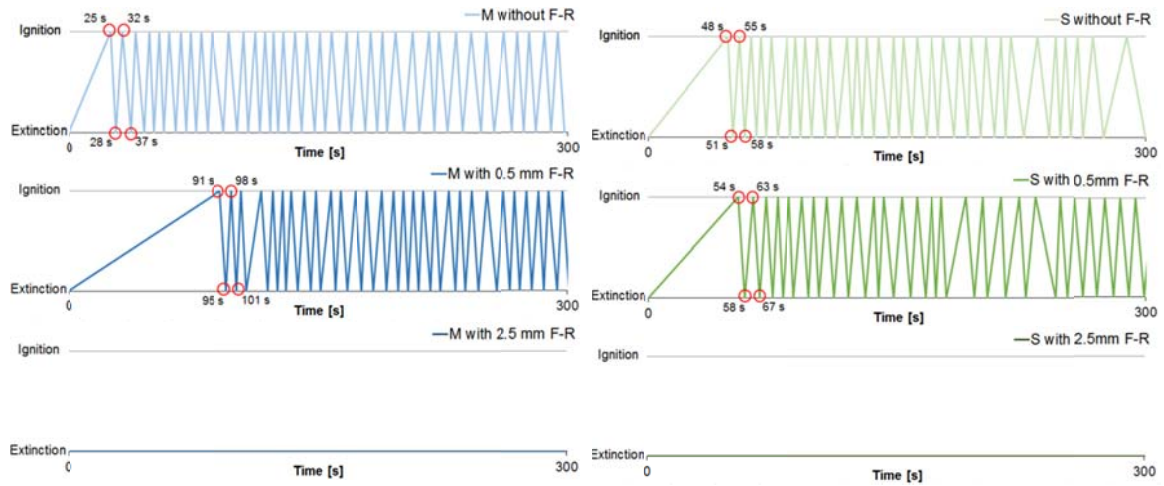 M without F-R
25 s
32 s
Ignition
Extinction
28 s
37 s
0
Time [s]
300
M with 0.5 mm F-R
91 s
98 s
Ignition
Extinction
95 s
101 s
0
Time [s]
300
M with 2.5 mm F-R
Ignition
Extinction
0
Time [s]
300
S without F-R
48 s
55 s
Ignition
Extinction
51 s
58 s
0
Time [s]
300
S with 0.5mm F-R
54 s
63 s
Ignition
Extinction
58 s
67 s
0
Time [s]
300
S with 2.5mm F-R
Ignition
Extinction
0
Time [s]
300